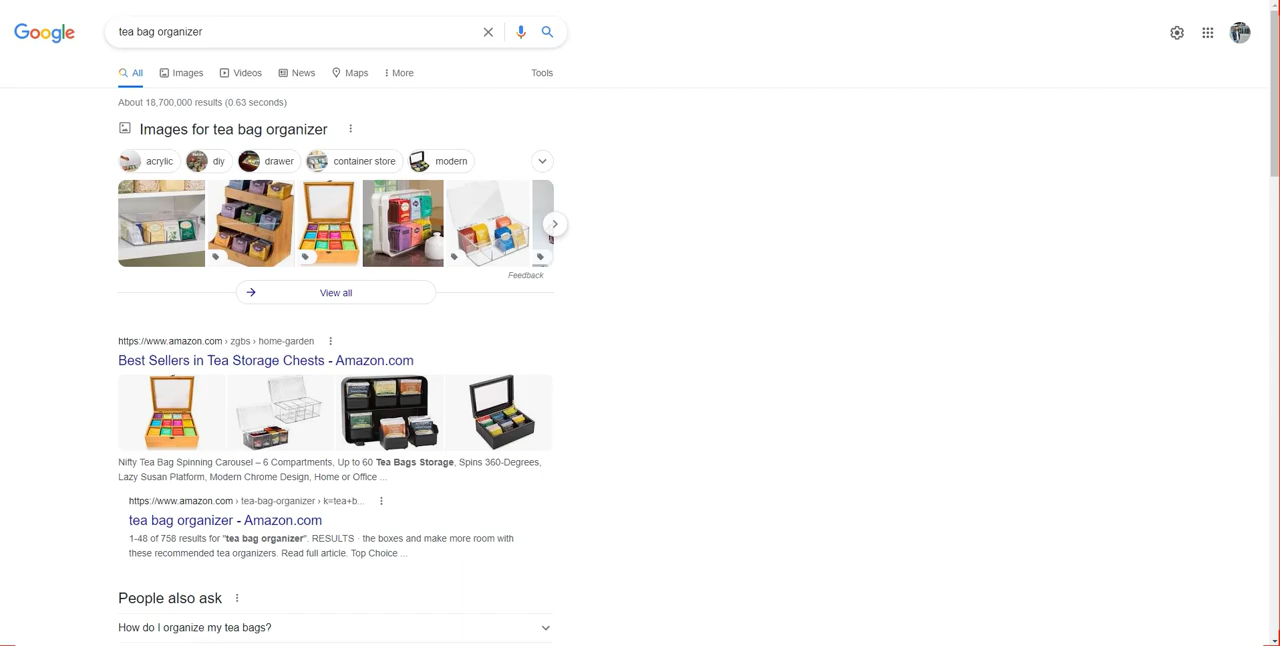 Google
tea bag organizer
All Images Videos News Maps More Tools
About 18,700,000 results (0.63 seconds)
Images for tea bag organizer
acrylic diy drawer container store modern
Feedback
View all
https://www.amazon.com › zgbs › home-garden
Best Sellers in Tea Storage Chests - Amazon.com
Nifty Tea Bag Spinning Carousel – 6 Compartments, Up to 60 Tea Bags Storage, Spins 360-Degrees,
Lazy Susan Platform, Modern Chrome Design, Home or Office ...
https://www.amazon.com › tea-bag-organizer › k=tea+b...
tea bag organizer - Amazon.com
1-48 of 758 results for "tea bag organizer". RESULTS · the boxes and make more room with
these recommended tea organizers. Read full article. Top Choice ...
People also ask
How do I organize my tea bags?